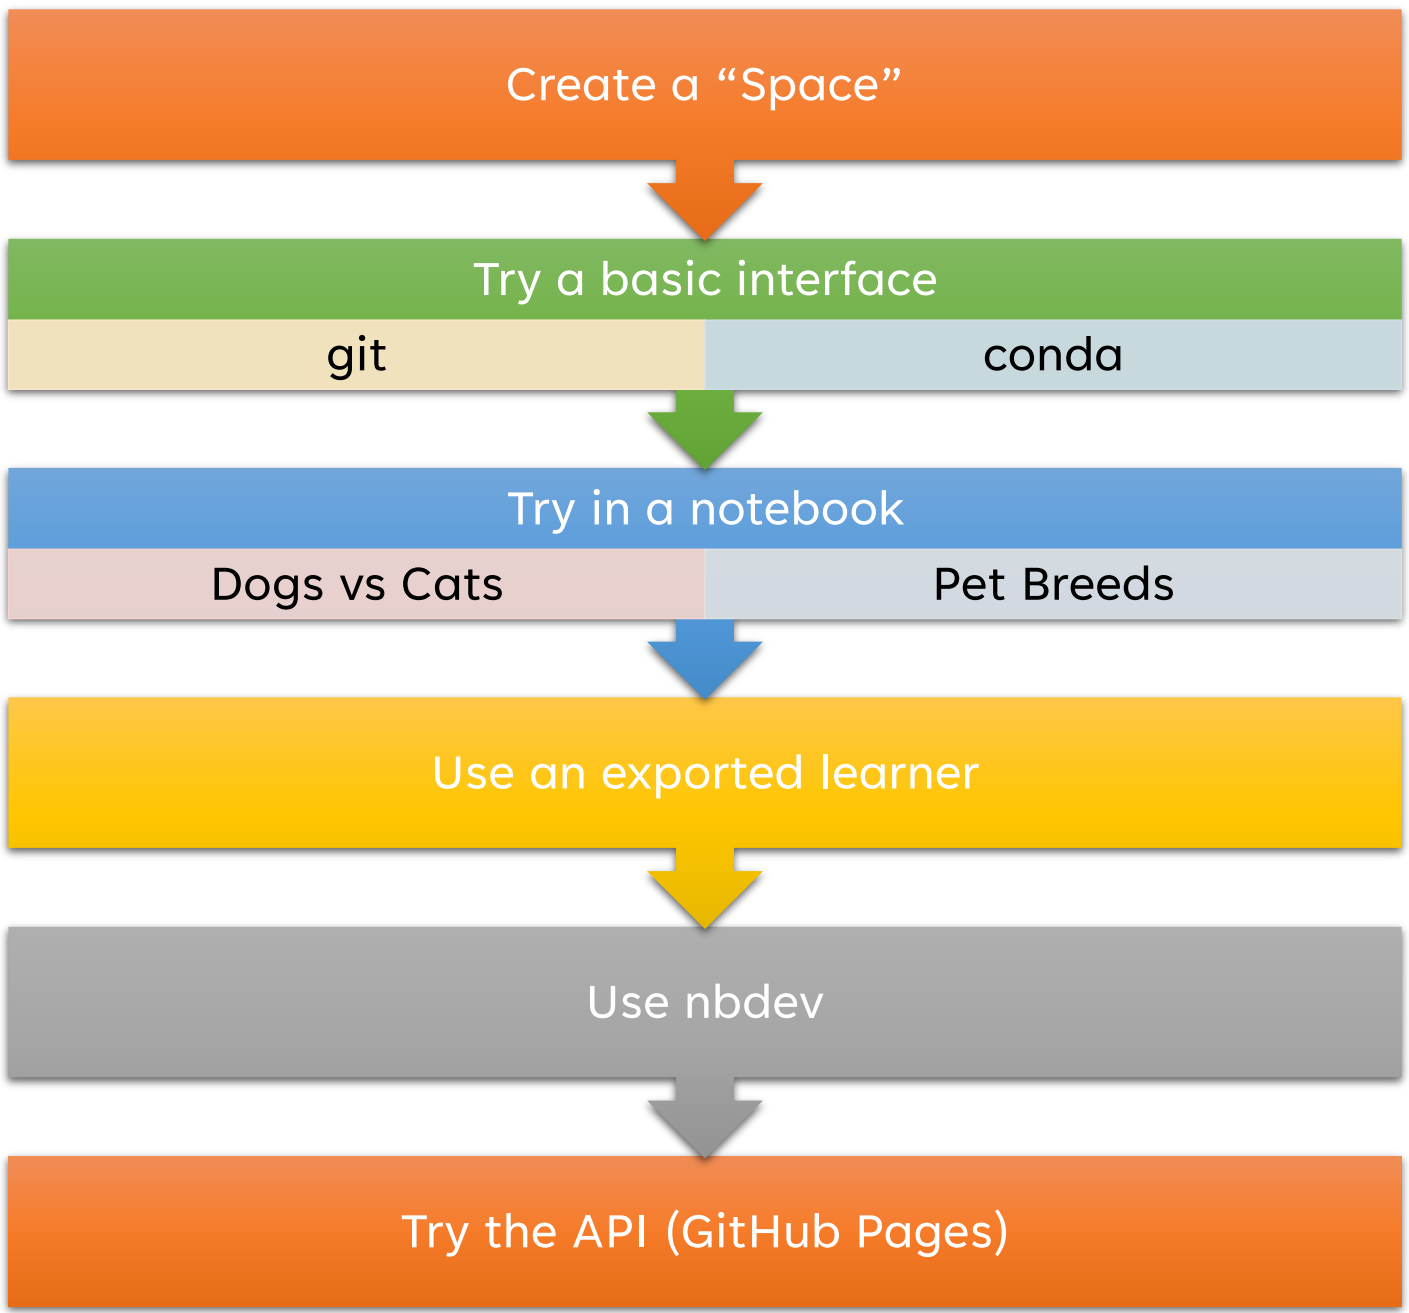 Create a “Space”
Try a basic interface
git
conda
Try in a notebook
Dogs vs Cats
Pet Breeds
Use an exported learner
Use nbdev
Try the API (GitHub Pages)